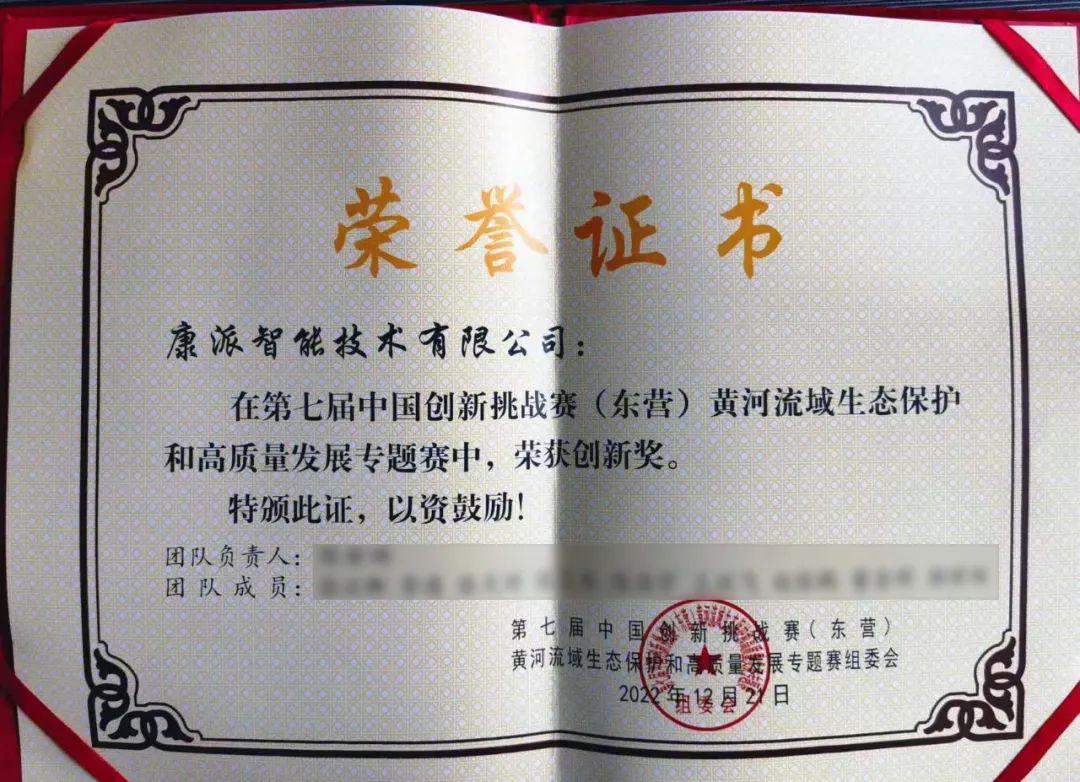 荣誉证书
康派智能技术有限公司：
在第七届中国创新挑战赛（东营）黄河流域生态保护
和高质量发展专题赛中，荣获创新奖。
特颁此证，以资鼓励！
团队负责人：
团队成员：
第七届中国创新挑战赛（东营）
黄河流域生态保护和高质量发展专题赛组委会
2022年12月21日
组委会